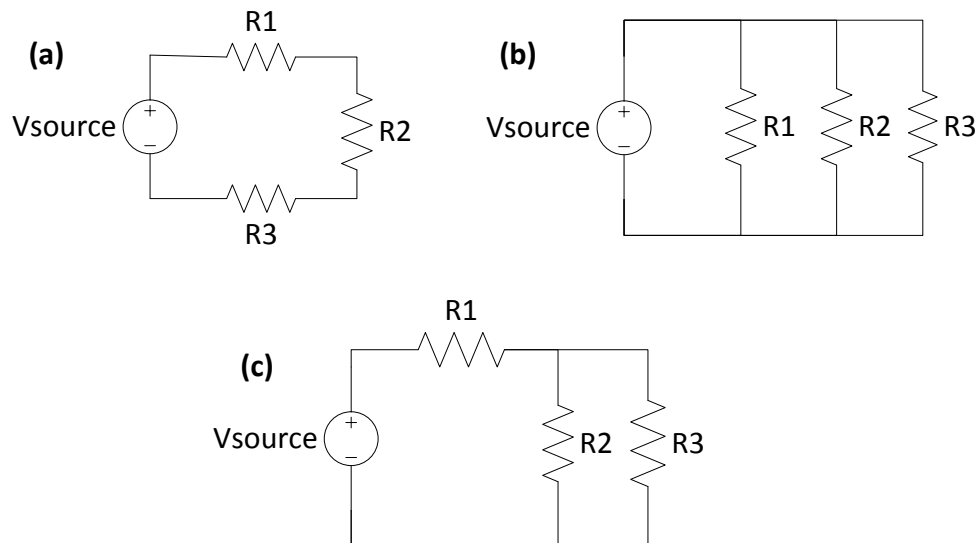 (a)
R1
Vsource
+
−
R2
R3
(b)
Vsource
+
−
R1
R2
R3
(c)
R1
Vsource
+
−
R2
R3